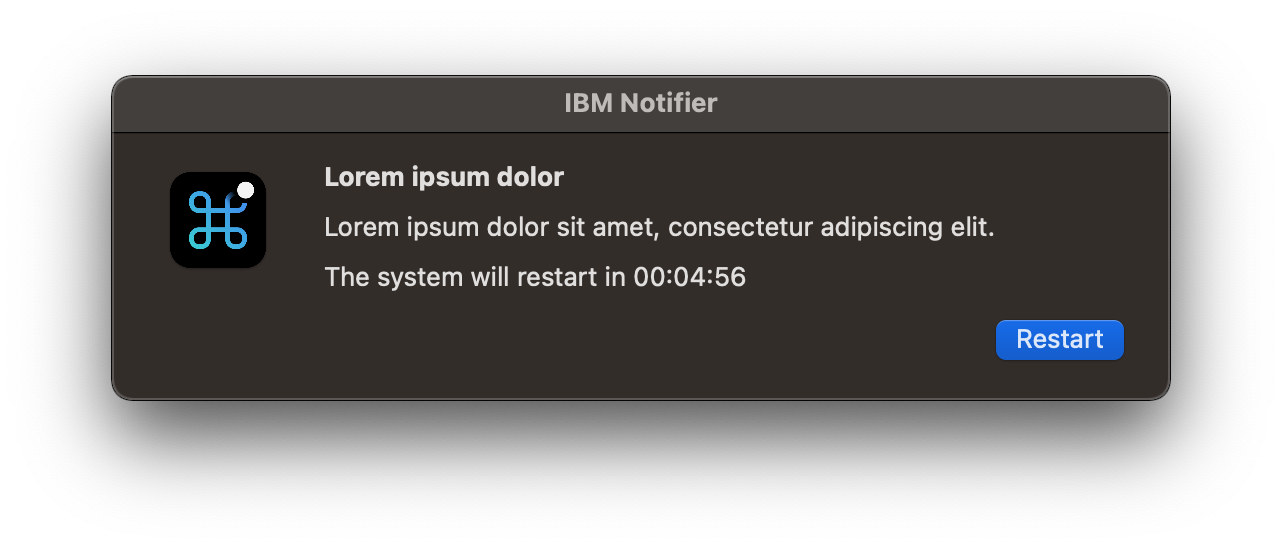 IBM Notifier
Lorem ipsum dolor
Lorem ipsum dolor sit amet, consectetur adipiscing elit.
The system will restart in 00:04:56
Restart